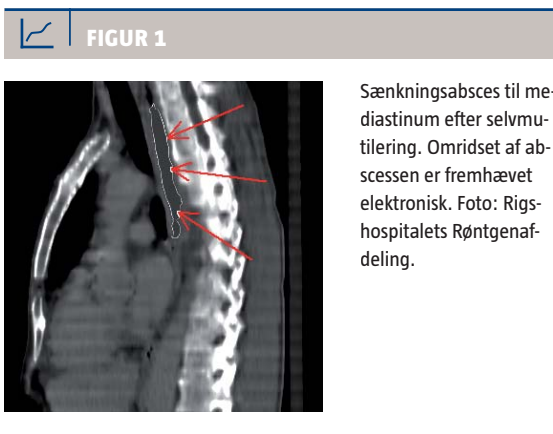 FIGUR 1
Sænkningsabsces til me-
diastinum efter selvmu-
tilering. Omridset af ab-
scessen er fremhævet
elektronisk. Foto: Rigs-
hospitalets Røntgenaf-
deling.